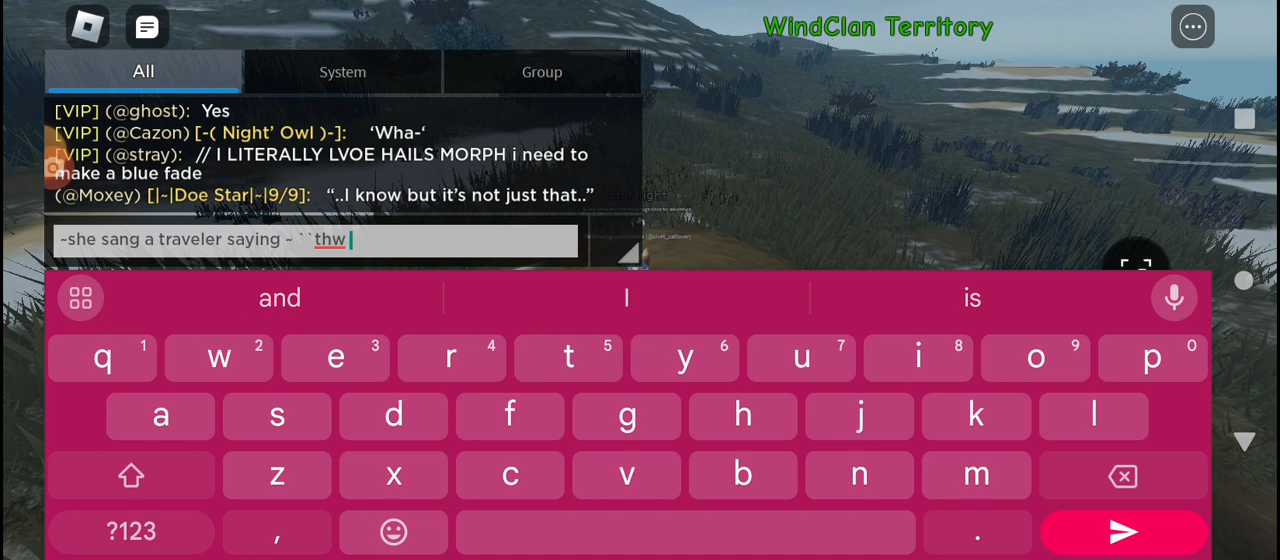 WindClan Territory
All System Group
[VIP] (@ghost): Yes
[VIP] (@Cazon) [-( Night’ Owl )-]: ‘Wha-‘
[VIP] (@stray): // I LITERALLY LVOE HAILS MORPH i need to
make a blue fade
(@Moxey) [|~|Doe Star|~|9/9]: “..I know but it’s not just that..”
~she sang a traveler saying ~ ``thw
and I is
q 1 w 2 e 3 r 4 t 5 y 6 u 7 i 8 o 9 p 0
a s d f g h j k l
z x c v b n m
?123 , .